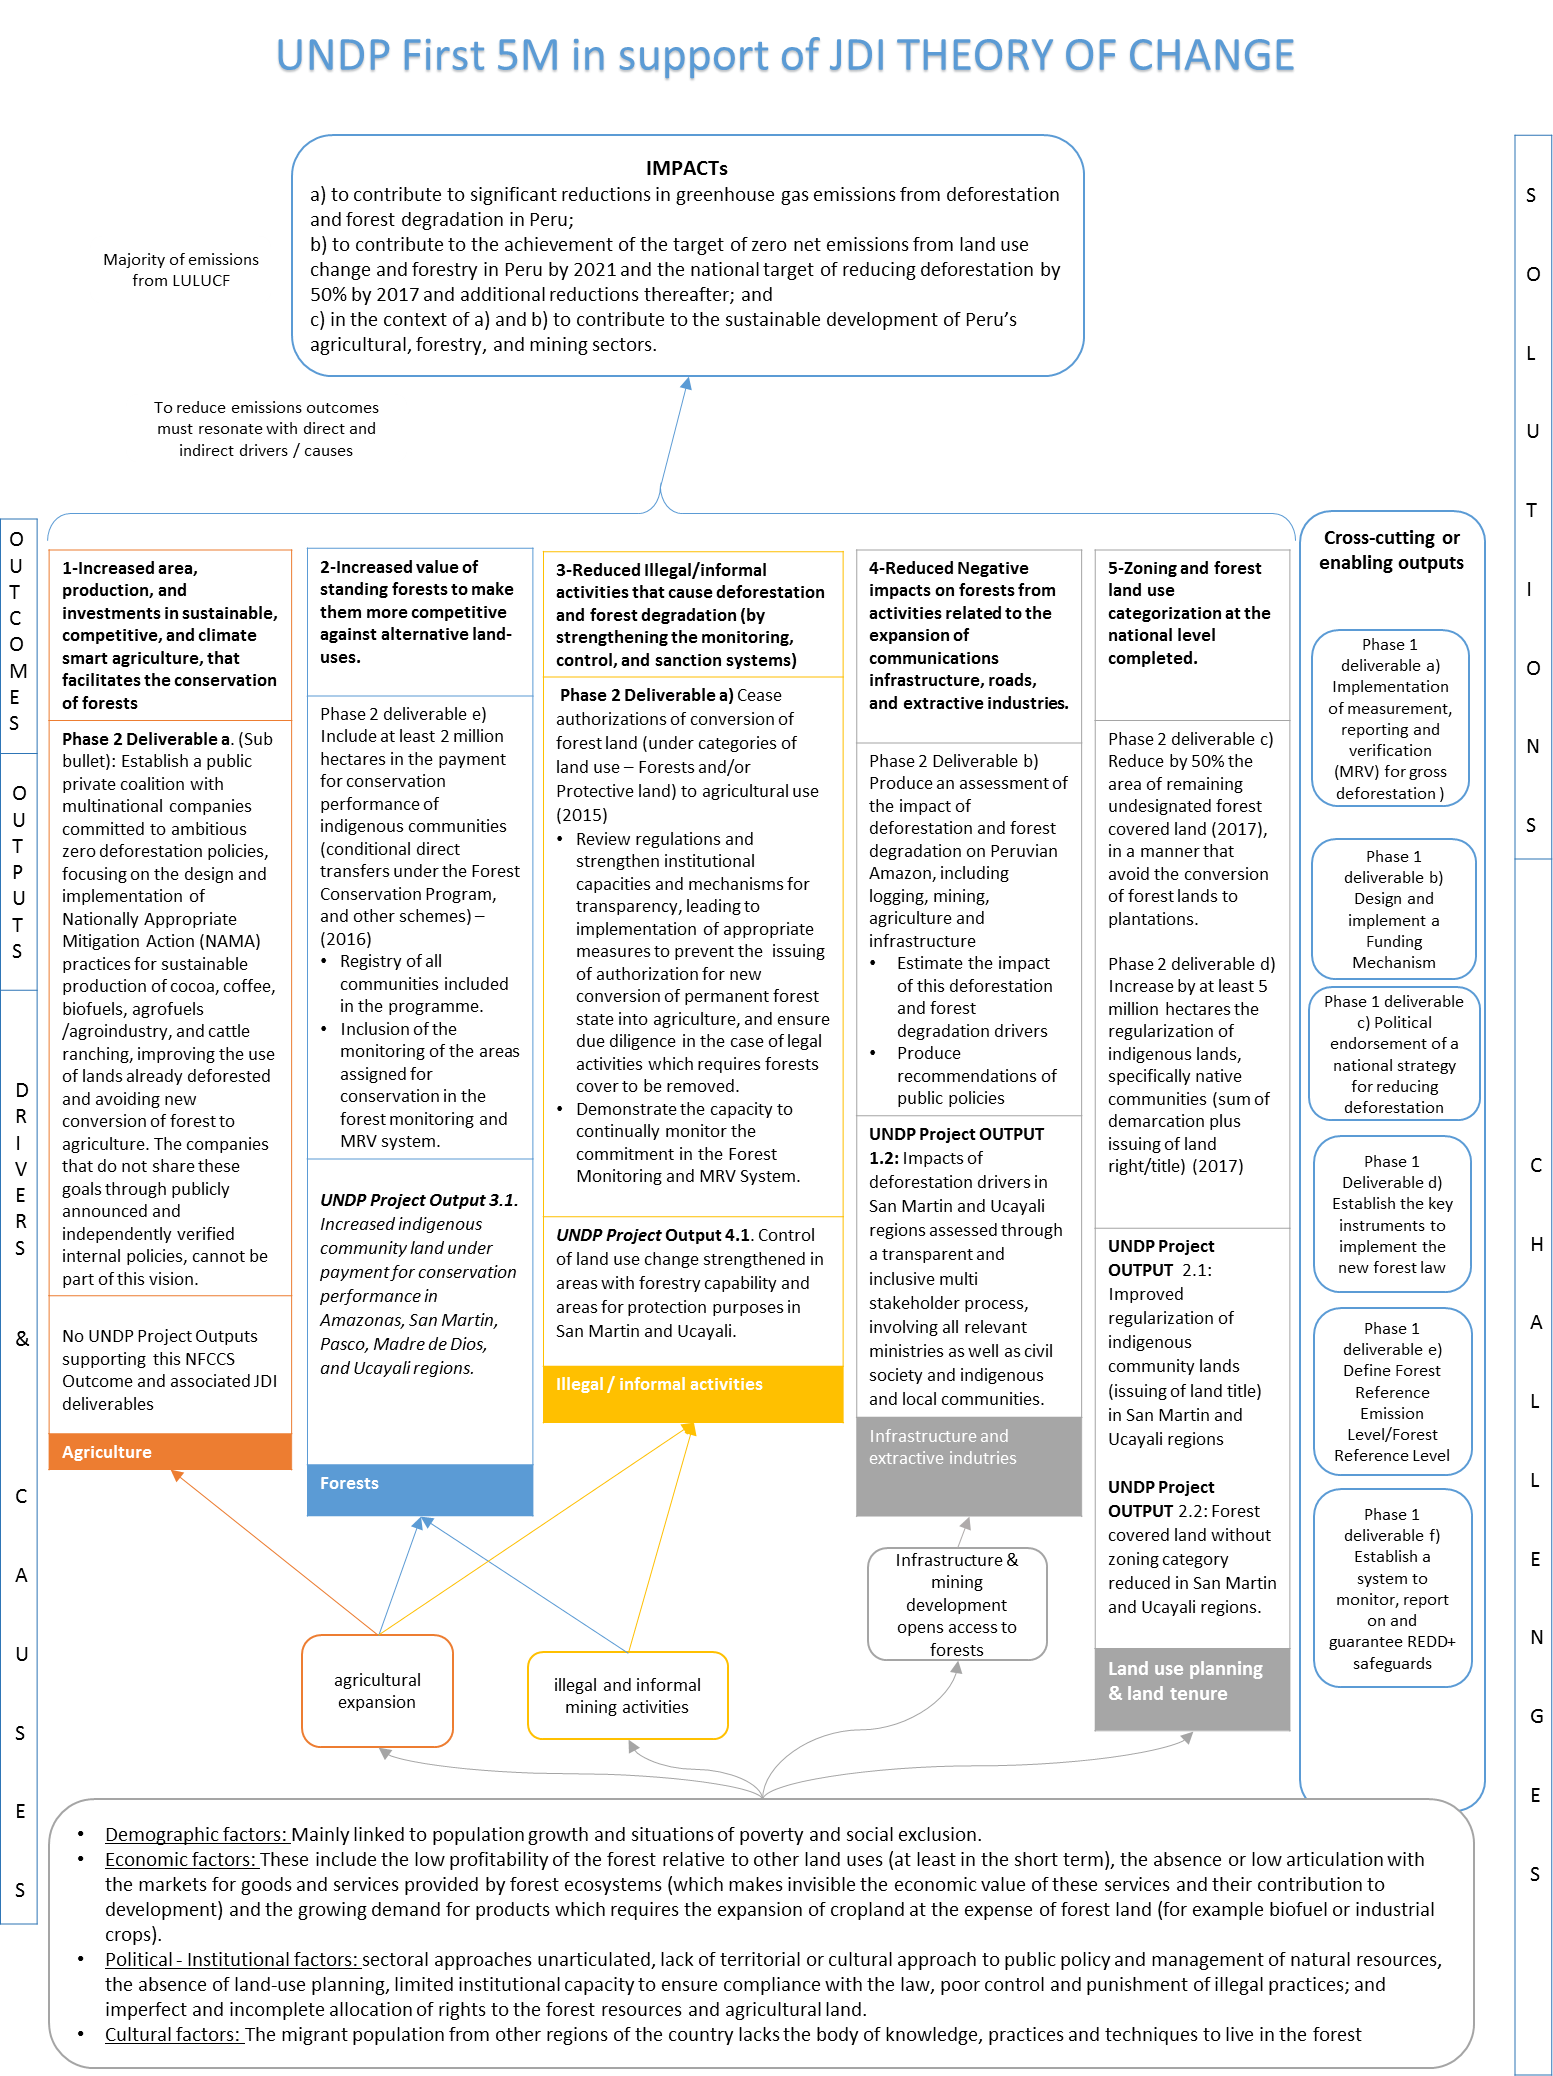 UNDP First 5M in support of JDI THEORY OF CHANGE
IMPACTs
a) to contribute to significant reductions in greenhouse gas emissions from deforestation
and forest degradation in Peru;
b) to contribute to the achievement of the target of zero net emissions from land use
change and forestry in Peru by 2021 and the national target of reducing deforestation by
50% by 2017 and additional reductions thereafter; and
c) in the context of a) and b) to contribute to the sustainable development of Peru's
agricultural, forestry, and mining sectors.
Majority of emissions
from LULUCF
To reduce emissions outcomes
must resonate with direct and
indirect drivers / causes
OUTCOMES
OUTPUTS
DRIVERS
&
CAUSES
1-Increased area,
production, and
investments in sustainable,
competitive, and climate
smart agriculture, that
facilitates the conservation
of forests
Phase 2 Deliverable a. (Sub
bullet): Establish a public
private coalition with
multinational companies
committed to ambitious
zero deforestation policies,
focusing on the design and
implementation of
Nationally Appropriate
Mitigation Action (NAMA)
practices for sustainable
production of cocoa, coffee,
biofuels, agrofuels
/agroindustry, and cattle
ranching, improving the use
of lands already deforested
and avoiding new
conversion of forest to
agriculture. The companies
that do not share these
goals through publicly
announced and
independently verified
internal policies, cannot be
part of this vision.
No UNDP Project Outputs
supporting this NFCCS
Outcome and associated JDI
deliverables
Agriculture
2-Increased value of
standing forests to make
them more competitive
against alternative land-
uses.
Phase 2 deliverable e)
Include at least 2 million
hectares in the payment
for conservation
performance of
indigenous communities
(conditional direct
transfers under the Forest
Conservation Program,
and other schemes) –
(2016)
• Registry of all
communities included
in the programme.
• Inclusion of the
monitoring of the areas
assigned for
conservation in the
forest monitoring and
MRV system.
UNDP Project Output 3.1.
Increased indigenous
community land under
payment for conservation
performance in
Amazonas, San Martin,
Pasco, Madre de Dios,
and Ucayali regions.
Forests
3-Reduced Illegal/informal
activities that cause deforestation
and forest degradation (by
strengthening the monitoring,
control, and sanction systems)
Phase 2 Deliverable a) Cease
authorizations of conversion of
forest land (under categories of
land use – Forests and/or
Protective land) to agricultural use
(2015)
• Review regulations and
strengthen institutional
capacities and mechanisms for
transparency, leading to
implementation of appropriate
measures to prevent the issuing
of authorization for new
conversion of permanent forest
state into agriculture, and ensure
due diligence in the case of legal
activities which requires forests
cover to be removed.
• Demonstrate the capacity to
continually monitor the
commitment in the Forest
Monitoring and MRV System.
UNDP Project Output 4.1. Control
of land use change strengthened in
areas with forestry capability and
areas for protection purposes in
San Martin and Ucayali.
Illegal / informal activities
4-Reduced Negative
impacts on forests from
activities related to the
expansion of
communications
infrastructure, roads,
and extractive industries.
Phase 2 Deliverable b)
Produce an assessment of
the impact of
deforestation and forest
degradation on Peruvian
Amazon, including
logging, mining,
agriculture and
infrastructure
• Estimate the impact
of this deforestation
and forest
degradation drivers
• Produce
recommendations of
public policies
UNDP Project OUTPUT
1.2: Impacts of
deforestation drivers in
San Martin and Ucayali
regions assessed through
a transparent and
inclusive multi
stakeholder process,
involving all relevant
ministries as well as civil
society and indigenous
and local communities.
Infrastructure and
extractive indutries
5-Zoning and forest
land use
categorization at the
national level
completed.
Phase 2 deliverable c)
Reduce by 50% the
area of remaining
undesignated forest
covered land (2017),
in a manner that
avoid the conversion
of forest lands to
plantations.
Phase 2 deliverable d)
Increase by at least 5
million hectares the
regularization of
indigenous lands,
specifically native
communities (sum of
demarcation plus
issuing of land
right/title) (2017)
UNDP Project
OUTPUT 2.1:
Improved
regularization of
indigenous
community lands
(issuing of land title)
in San Martin and
Ucayali regions
UNDP Project
OUTPUT 2.2: Forest
covered land without
zoning category
reduced in San Martin
and Ucayali regions.
Land use planning
& land tenure
Cross-cutting or
enabling outputs
Phase 1
deliverable a)
Implementation
of measurement,
reporting and
verification
(MRV) for gross
deforestation )
Phase 1
deliverable b)
Design and
implement a
Funding
Mechanism
Phase 1 deliverable
c) Political
endorsement of a
national strategy
for reducing
deforestation
Phase 1
Deliverable d)
Establish the key
instruments to
implement the
new forest law
Phase 1
deliverable e)
Define Forest
Reference
Emission
Level/Forest
Reference Level
Phase 1
deliverable f)
Establish a
system to
monitor, report
on and
guarantee REDD+
safeguards
SOLUTIONS
CHALLENGES
agricultural
expansion
illegal and informal
mining activities
Infrastructure &
mining
development
opens access to
forests
• Demographic factors: Mainly linked to population growth and situations of poverty and social exclusion.
• Economic factors: These include the low profitability of the forest relative to other land uses (at least in the short term), the absence or low articulation with
the markets for goods and services provided by forest ecosystems (which makes invisible the economic value of these services and their contribution to
development) and the growing demand for products which requires the expansion of cropland at the expense of forest land (for example biofuel or industrial
crops).
• Political - Institutional factors: sectoral approaches unarticulated, lack of territorial or cultural approach to public policy and management of natural resources,
the absence of land-use planning, limited institutional capacity to ensure compliance with the law, poor control and punishment of illegal practices; and
imperfect and incomplete allocation of rights to the forest resources and agricultural land.
• Cultural factors: The migrant population from other regions of the country lacks the body of knowledge, practices and techniques to live in the forest